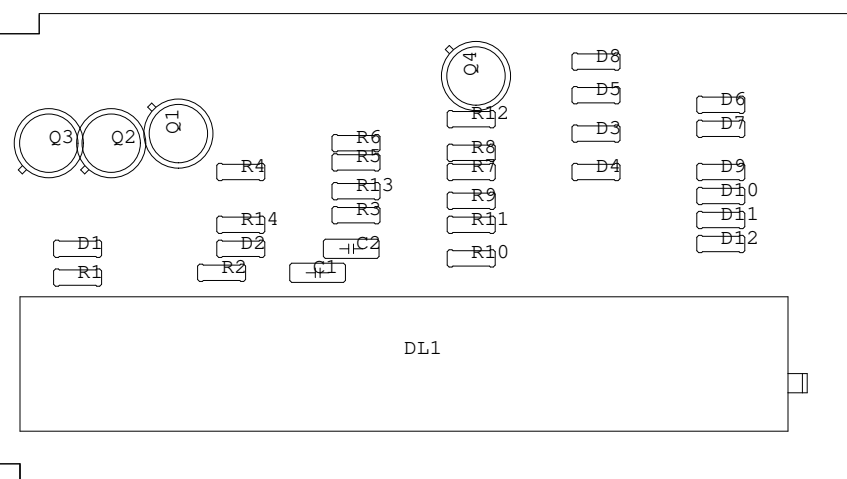 D8
Q4
D5
D6
R12
Q1
D7
D3
Q3
Q2
R6
R8
R5
R4
R7
D4
D9
R13
D10
R9
R3
D11
R14
R11
D12
D1
D2
C2
R10
R1
R2
C1
DL1